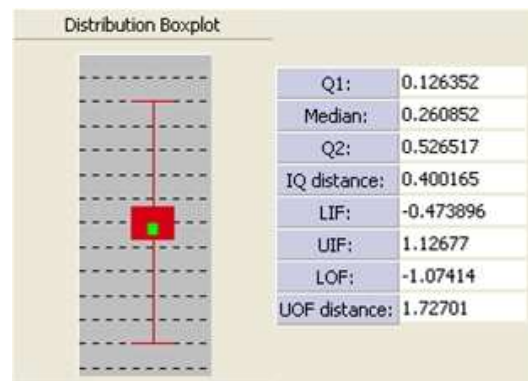 Distribution Boxplot
Q1: 0.126352
Median: 0.260852
Q2: 0.526517
IQ distance: 0.400165
LIF: -0.473896
UIF: 1.12677
LOF: -1.07414
UOF distance: 1.72701